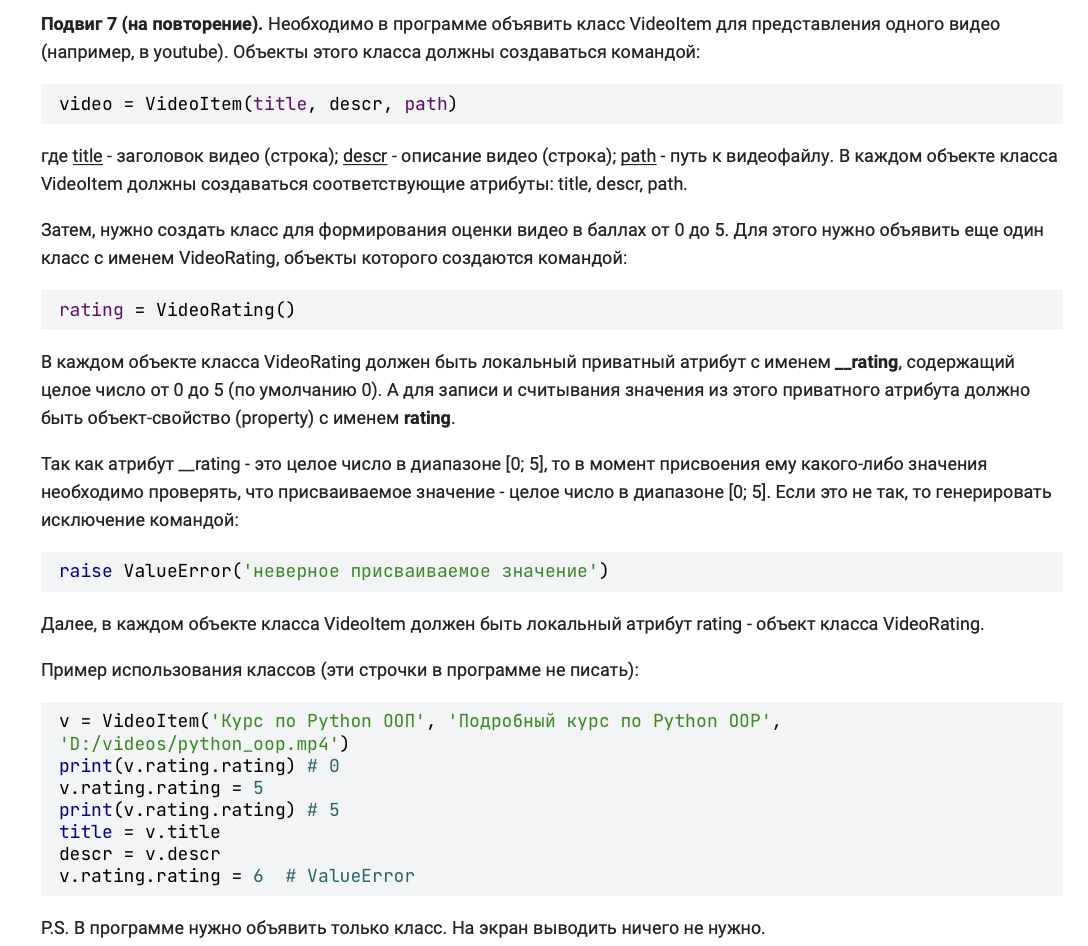 Подвиг 7 (на повторение). Необходимо в программе объявить класс VideoItem для представления одного видео
(например, в youtube). Объекты этого класса должны создаваться командой:
video = VideoItem(title, descr, path)
где title - заголовок видео (строка); descr - описание видео (строка); path - путь к видеофайлу. В каждом объекте класса
VideoItem должны создаваться соответствующие атрибуты: title, descr, path.
Затем, нужно создать класс для формирования оценки видео в баллах от 0 до 5. Для этого нужно объявить еще один
класс с именем VideoRating, объекты которого создаются командой:
rating = VideoRating()
В каждом объекте класса VideoRating должен быть локальный приватный атрибут с именем __rating, содержащий
целое число от 0 до 5 (по умолчанию 0). А для записи и считывания значения из этого приватного атрибута должно
быть объект-свойство (property) с именем rating.
Так как атрибут __rating - это целое число в диапазоне [0; 5], то в момент присвоения ему какого-либо значения
необходимо проверять, что присваиваемое значение - целое число в диапазоне [0; 5]. Если это не так, то генерировать
исключение командой:
raise ValueError('неверное присваиваемое значение')
Далее, в каждом объекте класса VideoItem должен быть локальный атрибут rating - объект класса VideoRating.
Пример использования классов (эти строчки в программе не писать):
v = VideoItem('Курс по Python ООП', 'Подробный курс по Python ООР',
'D:/videos/python_oop.mp4')
print(v.rating.rating) # 0
v.rating.rating = 5
print(v.rating.rating) # 5
title = v.title
descr = v.descr
v.rating.rating = 6  # ValueError
P.S. В программе нужно объявить только класс. На экран выводить ничего не нужно.